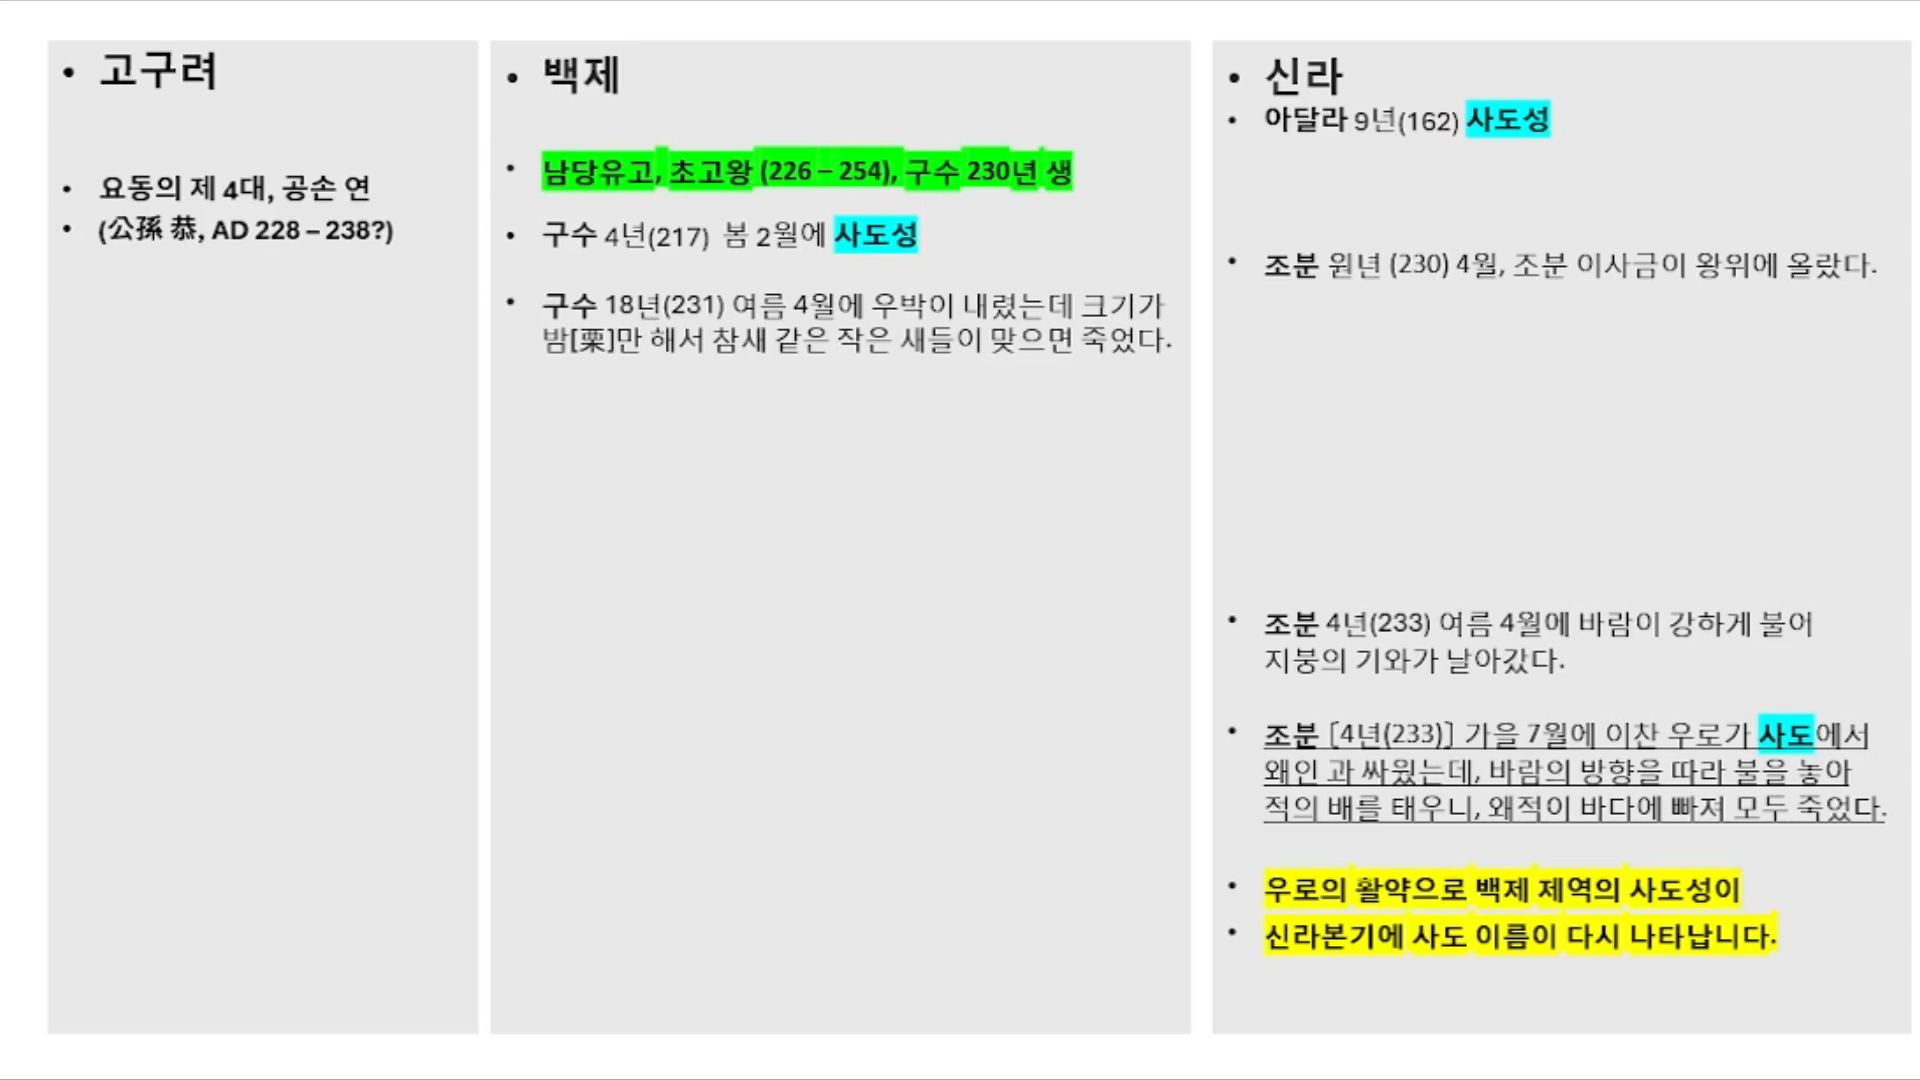 • 고구려
• 요동의 제 4대, 공손 연
• (公孫 恭, AD 228 – 238?)
• 백제
• 남당유고, 초고왕 (226 – 254), 구수 230년 생
• 구수 4년(217) 봄 2월에 사도성
• 구수 18년(231) 여름 4월에 우박이 내렸는데 크기가
밤[栗]만 해서 참새 같은 작은 새들이 맞으면 죽었다.
• 신라
• 아달라 9년(162) 사도성
• 조분 원년 (230) 4월, 조분 이사금이 왕위에 올랐다.
• 조분 4년(233) 여름 4월에 바람이 강하게 불어
지붕의 기와가 날아갔다.
• 조분 [4년(233)] 가을 7월에 이찬 우로가 사도에서
왜인 과 싸웠는데, 바람의 방향을 따라 불을 놓아
적의 배를 태우니, 왜적이 바다에 빠져 모두 죽었다.
• 우로의 활약으로 백제 제역의 사도성이
• 신라본기에 사도 이름이 다시 나타납니다.